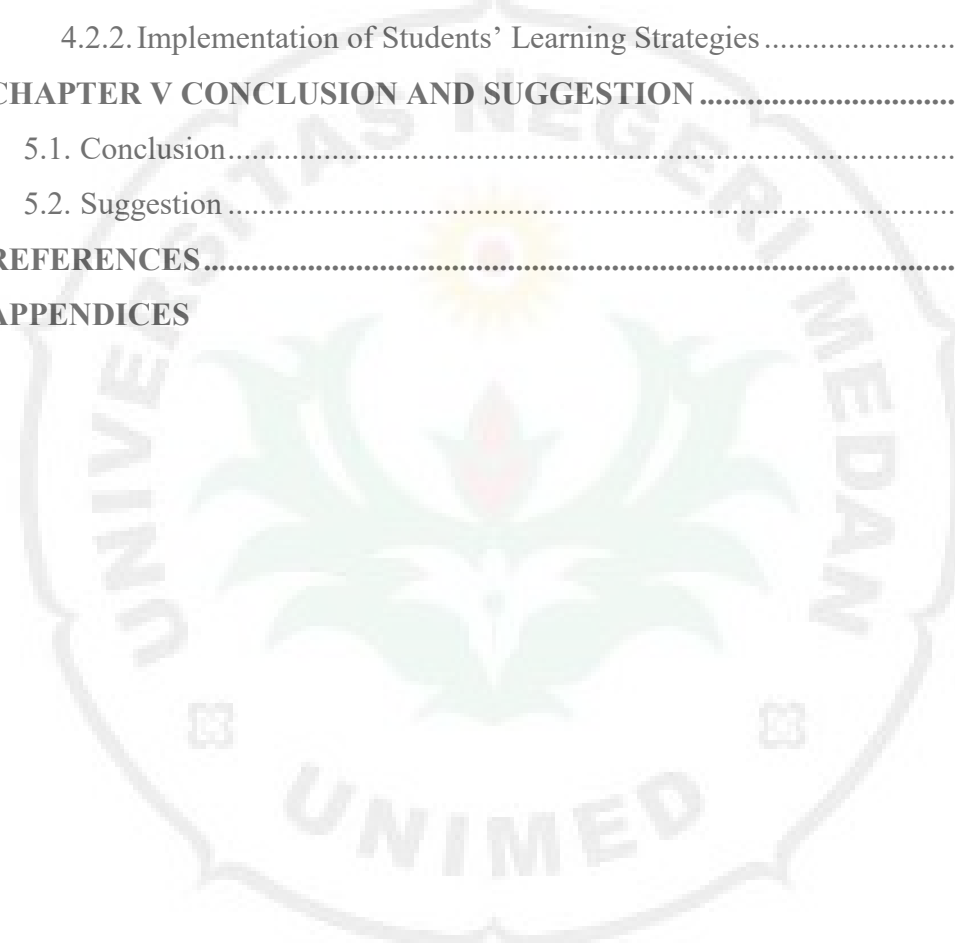 4.2.2. Implementation of Students’ Learning Strategies ........................
CHAPTER V CONCLUSION AND SUGGESTION ................................
5.1. Conclusion..............................................................................................
5.2. Suggestion ..............................................................................................
REFERENCES..............................................................................................
APPENDICES
UNIVERSITAS NEGERI MEDAN
UNIMED